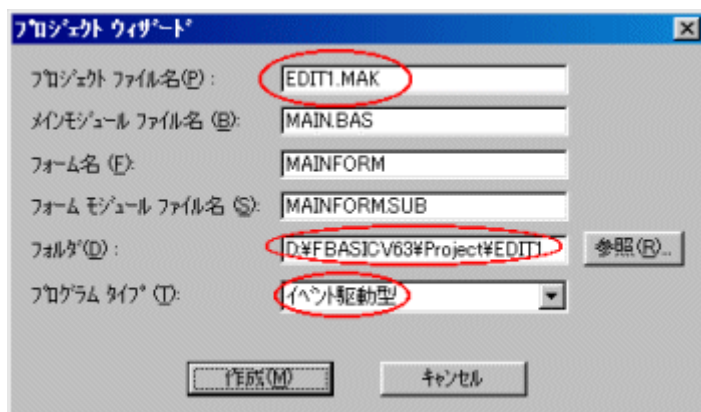 ﾌﾟﾛｼﾞｪｸﾄ ｳｨｻﾞｰﾄﾞ
ﾌﾟﾛｼﾞｪｸﾄ ﾌｧｲﾙ名(P) : EDIT1.MAK
ﾒｲﾝﾓｼﾞｭｰﾙ ﾌｧｲﾙ名 (B): MAIN.BAS
ﾌｫｰﾑ名 (F): MAINFORM
ﾌｫｰﾑ ﾓｼﾞｭｰﾙ ﾌｧｲﾙ名 (S): MAINFORM.SUB
ﾌｫﾙﾀﾞ(D) : D:¥FBASICV63¥Project¥EDIT1. 参照(R)...
ﾌﾟﾛｸﾞﾗﾑ ﾀｲﾌﾟ (T): ｲﾍﾞﾝﾄ駆動型
作成(M) ｷｬﾝｾﾙ